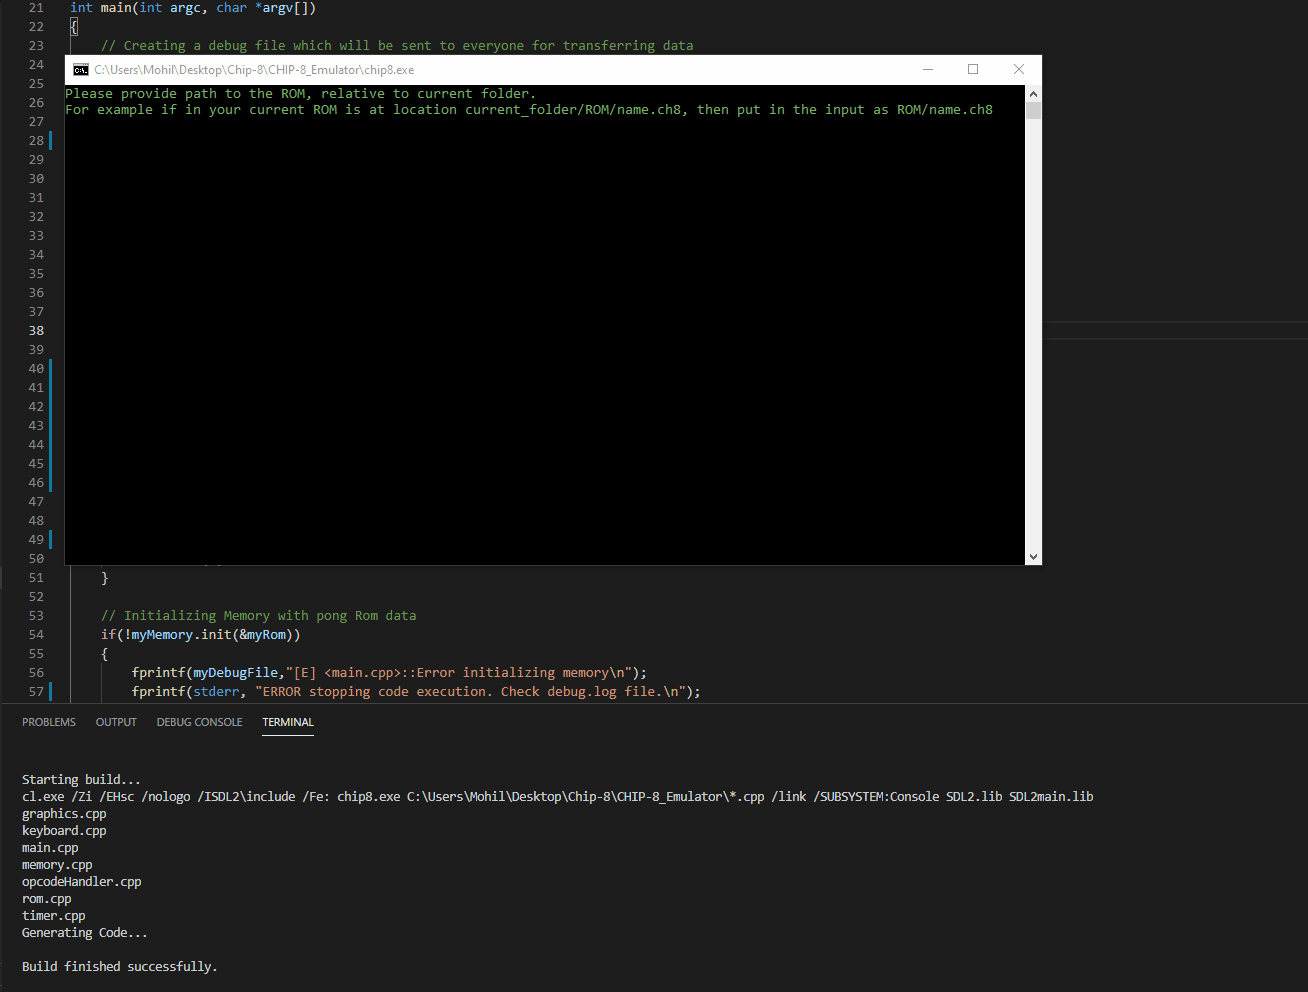 21 int main(int argc, char *argv[])
22 {
23 // Creating a debug file which will be sent to everyone for transferring data
24
C:\Users\Mohil\Desktop\Chip-8\CHIP-8_Emulator\chip8.exe
25
Please provide path to the ROM, relative to current folder.
26
For example if in your current ROM is at location current_folder/ROM/name.ch8, then put in the input as ROM/name.ch8
27
28
29
30
31
32
33
34
35
36
37
38
39
40
41
42
43
44
45
46
47
48
49
50
51 }
52
53 // Initializing Memory with pong Rom data
54 if(!myMemory.init(&myRom))
55 {
56 fprintf(myDebugFile,"[E] <main.cpp>::Error initializing memory\n");
57 fprintf(stderr, "ERROR stopping code execution. Check debug.log file.\n");
PROBLEMS OUTPUT DEBUG CONSOLE TERMINAL
Starting build...
cl.exe /Zi /EHsc /nologo /ISDL2\include /Fe: chip8.exe C:\Users\Mohil\Desktop\Chip-8\CHIP-8_Emulator\*.cpp /link /SUBSYSTEM:Console SDL2.lib SDL2main.lib
graphics.cpp
keyboard.cpp
main.cpp
memory.cpp
opcodeHandler.cpp
rom.cpp
timer.cpp
Generating Code...
Build finished successfully.